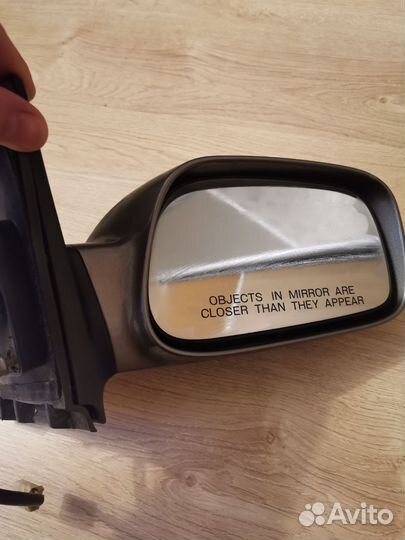 OBJECTS IN MIRROR ARE
CLOSER THAN THEY APPEAR
Avito